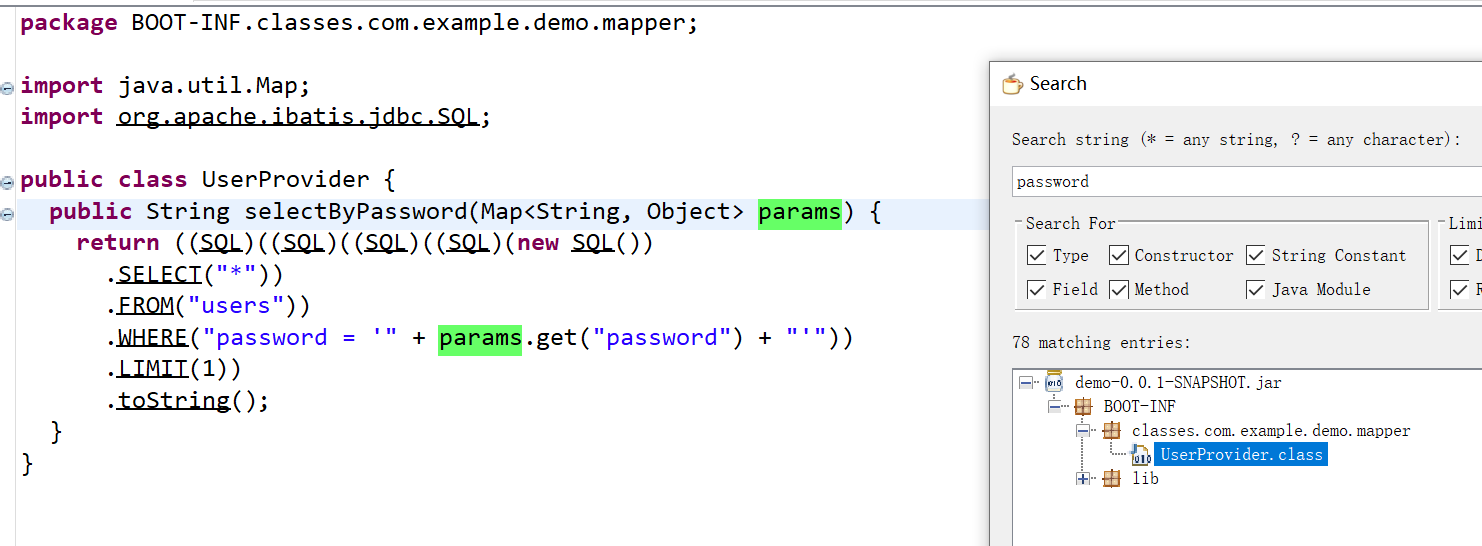 package BOOT-INF.classes.com.example.demo.mapper;
import java.util.Map;
import org.apache.ibatis.jdbc.SQL;
public class UserProvider {
public String selectByPassword(Map<String, Object> params) {
return ((SQL)((SQL)((SQL)((SQL)(new SQL())
.SELECT("*"))
.FROM("users"))
.WHERE("password = '" + params.get("password") + "'"))
.LIMIT(1))
.toString();
}
}
Search
Search string (* = any string, ? = any character):
password
Search For
Type Constructor String Constant
Field Method Java Module
78 matching entries:
demo-0.0.1-SNAPSHOT.jar
BOOT-INF
classes.com.example.demo.mapper
UserProvider.class
lib